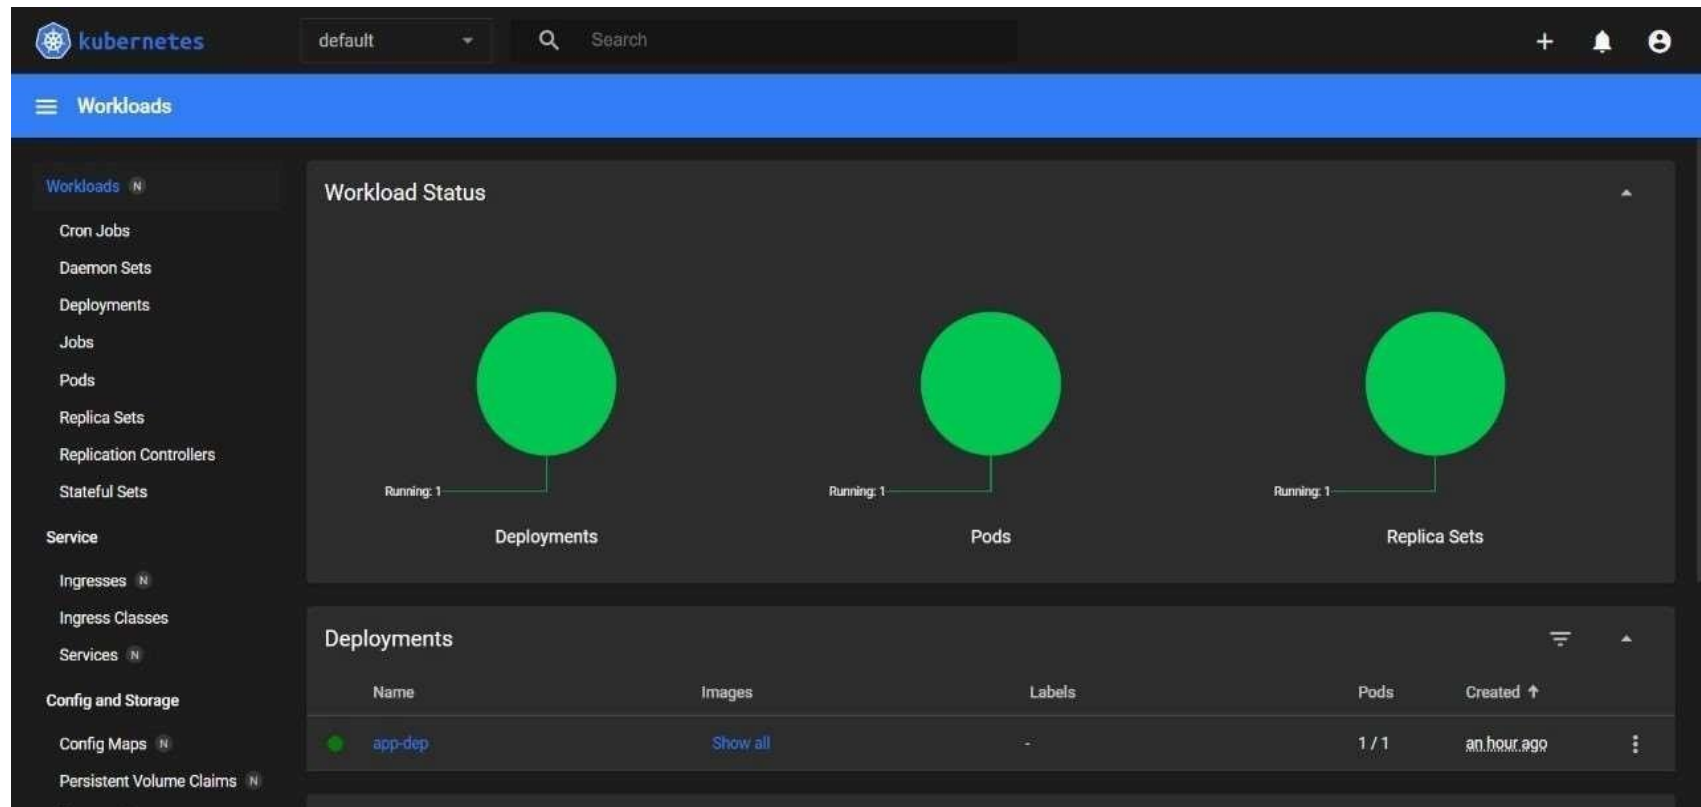 kubernetes default Search
Workloads
Workloads N
Cron Jobs
Daemon Sets
Deployments
Jobs
Pods
Replica Sets
Replication Controllers
Stateful Sets
Service
Ingresses N
Ingress Classes
Services N
Config and Storage
Config Maps N
Persistent Volume Claims N
Workload Status
Running: 1
Deployments
Running: 1
Pods
Running: 1
Replica Sets
Deployments
Name Images Labels Pods Created ↑
app-dep Show all - 1 / 1 an hour ago